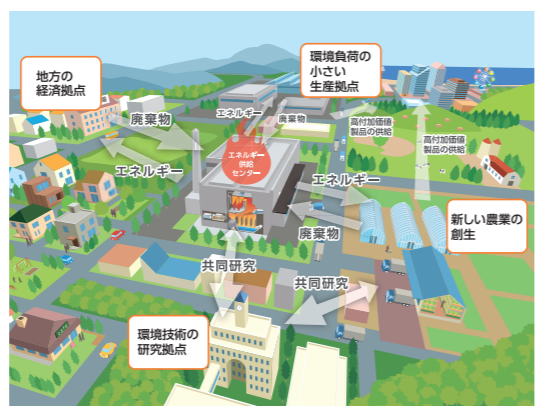 地方の
経済拠点
環境負荷の
小さい
生産拠点
廃棄物
エネルギー
廃棄物
高付加価値
製品の供給
高付加価値
製品の供給
エネルギー
供給
センター
エネルギー
エネルギー
廃棄物
新しい農業の
創生
共同研究
共同研究
環境技術の
研究拠点